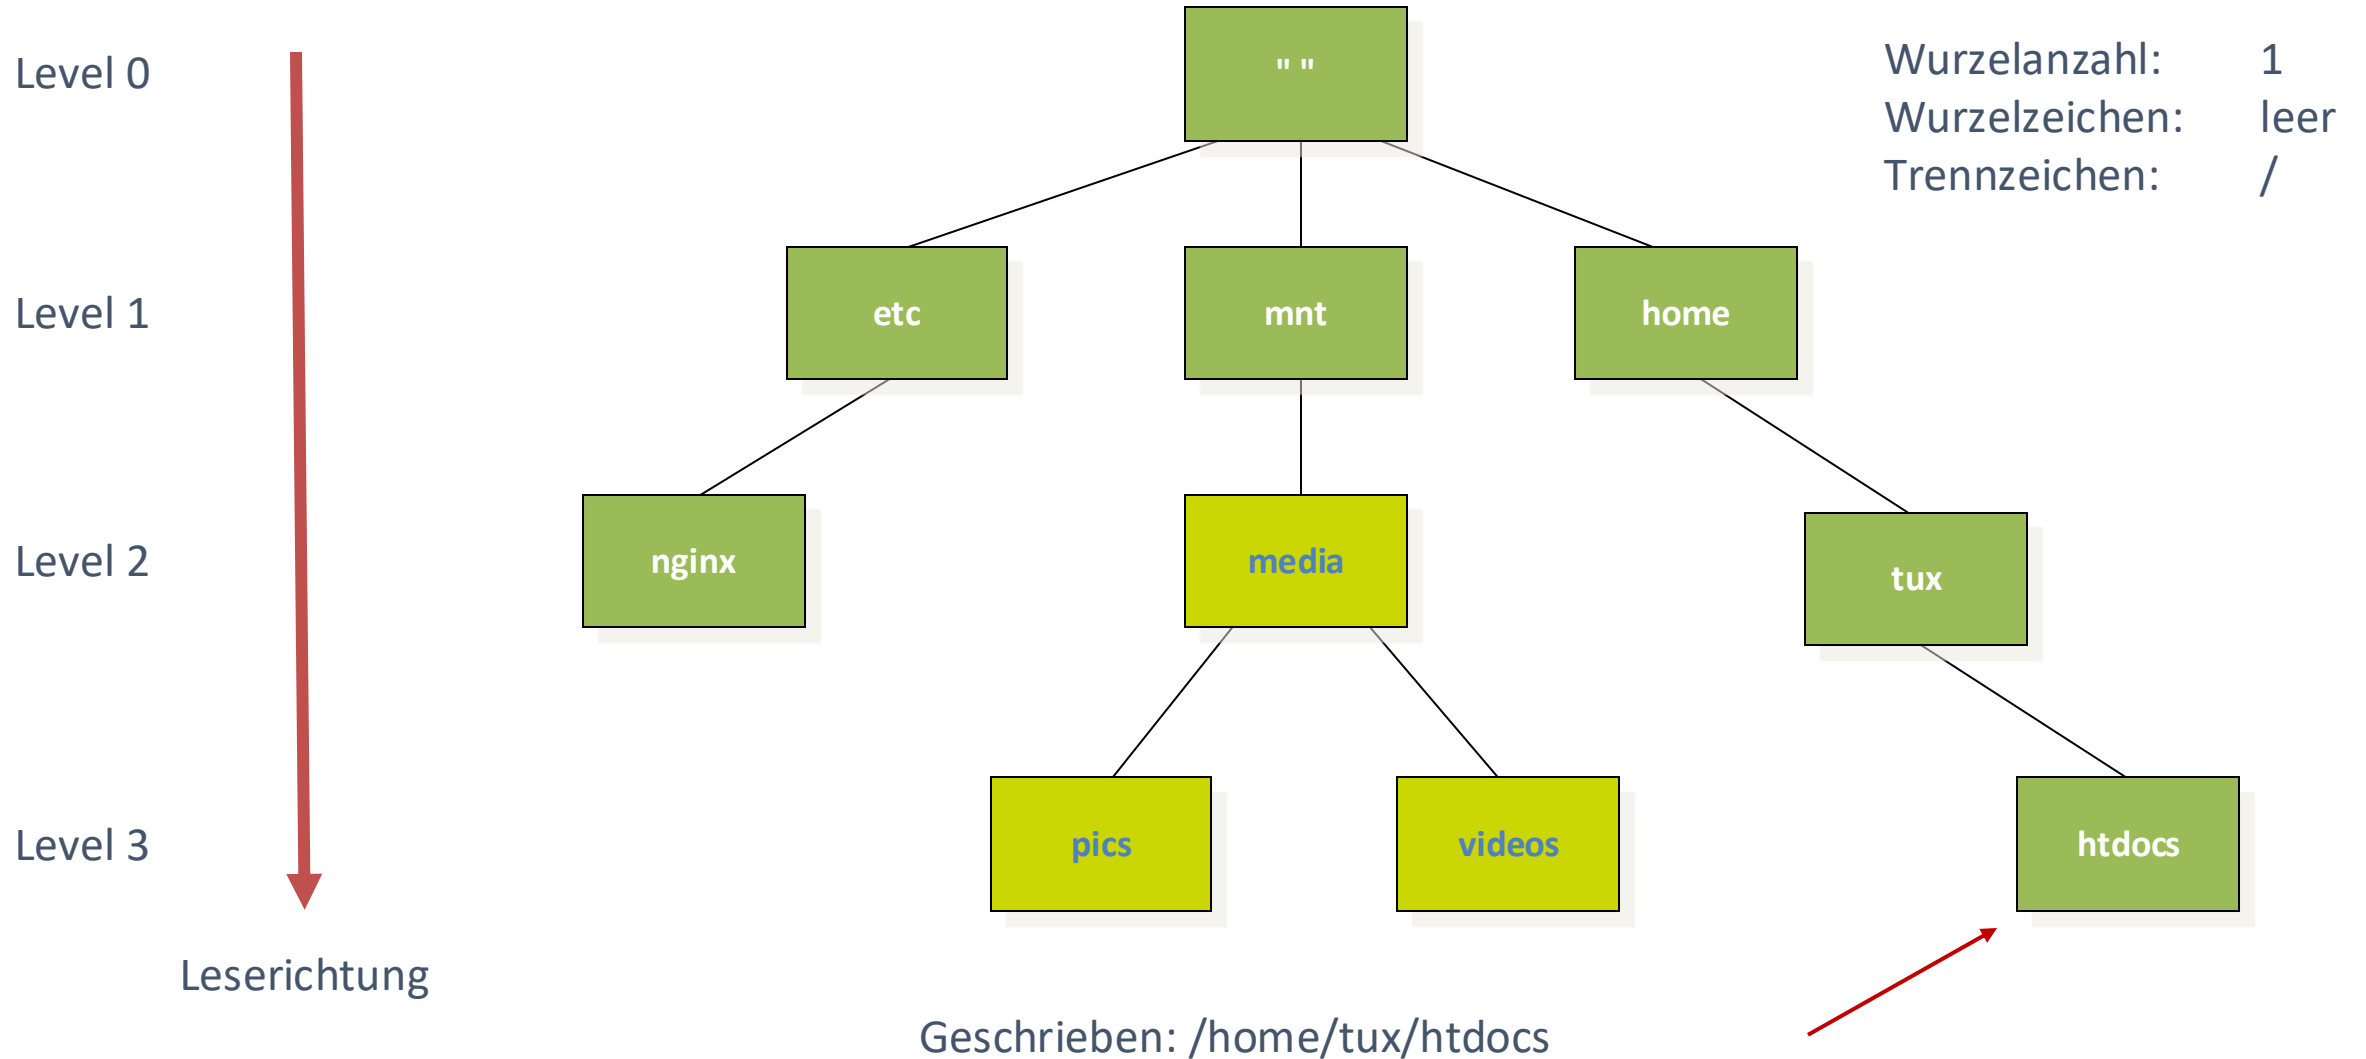 Level 0
" "
Wurzelanzahl: 1
Wurzelzeichen: leer
Trennzeichen: /
Level 1
etc
mnt
home
Level 2
nginx
media
tux
Level 3
pics
videos
htdocs
Leserichtung
Geschrieben: /home/tux/htdocs